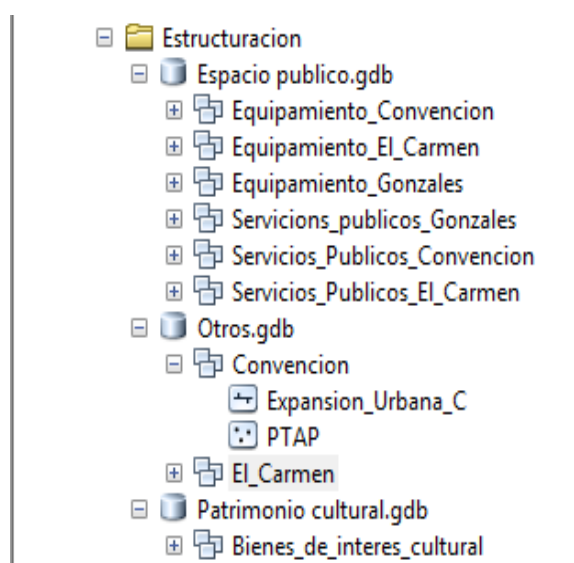 Estructuracion
Espacio publico.gdb
Equipamiento_Convencion
Equipamiento_El_Carmen
Equipamiento_Gonzales
Servicions_publicos_Gonzales
Servicios_Publicos_Convencion
Servicios_Publicos_El_Carmen
Otros.gdb
Convencion
Expansion_Urbana_C
PTAP
El_Carmen
Patrimonio cultural.gdb
Bienes_de_interes_cultural